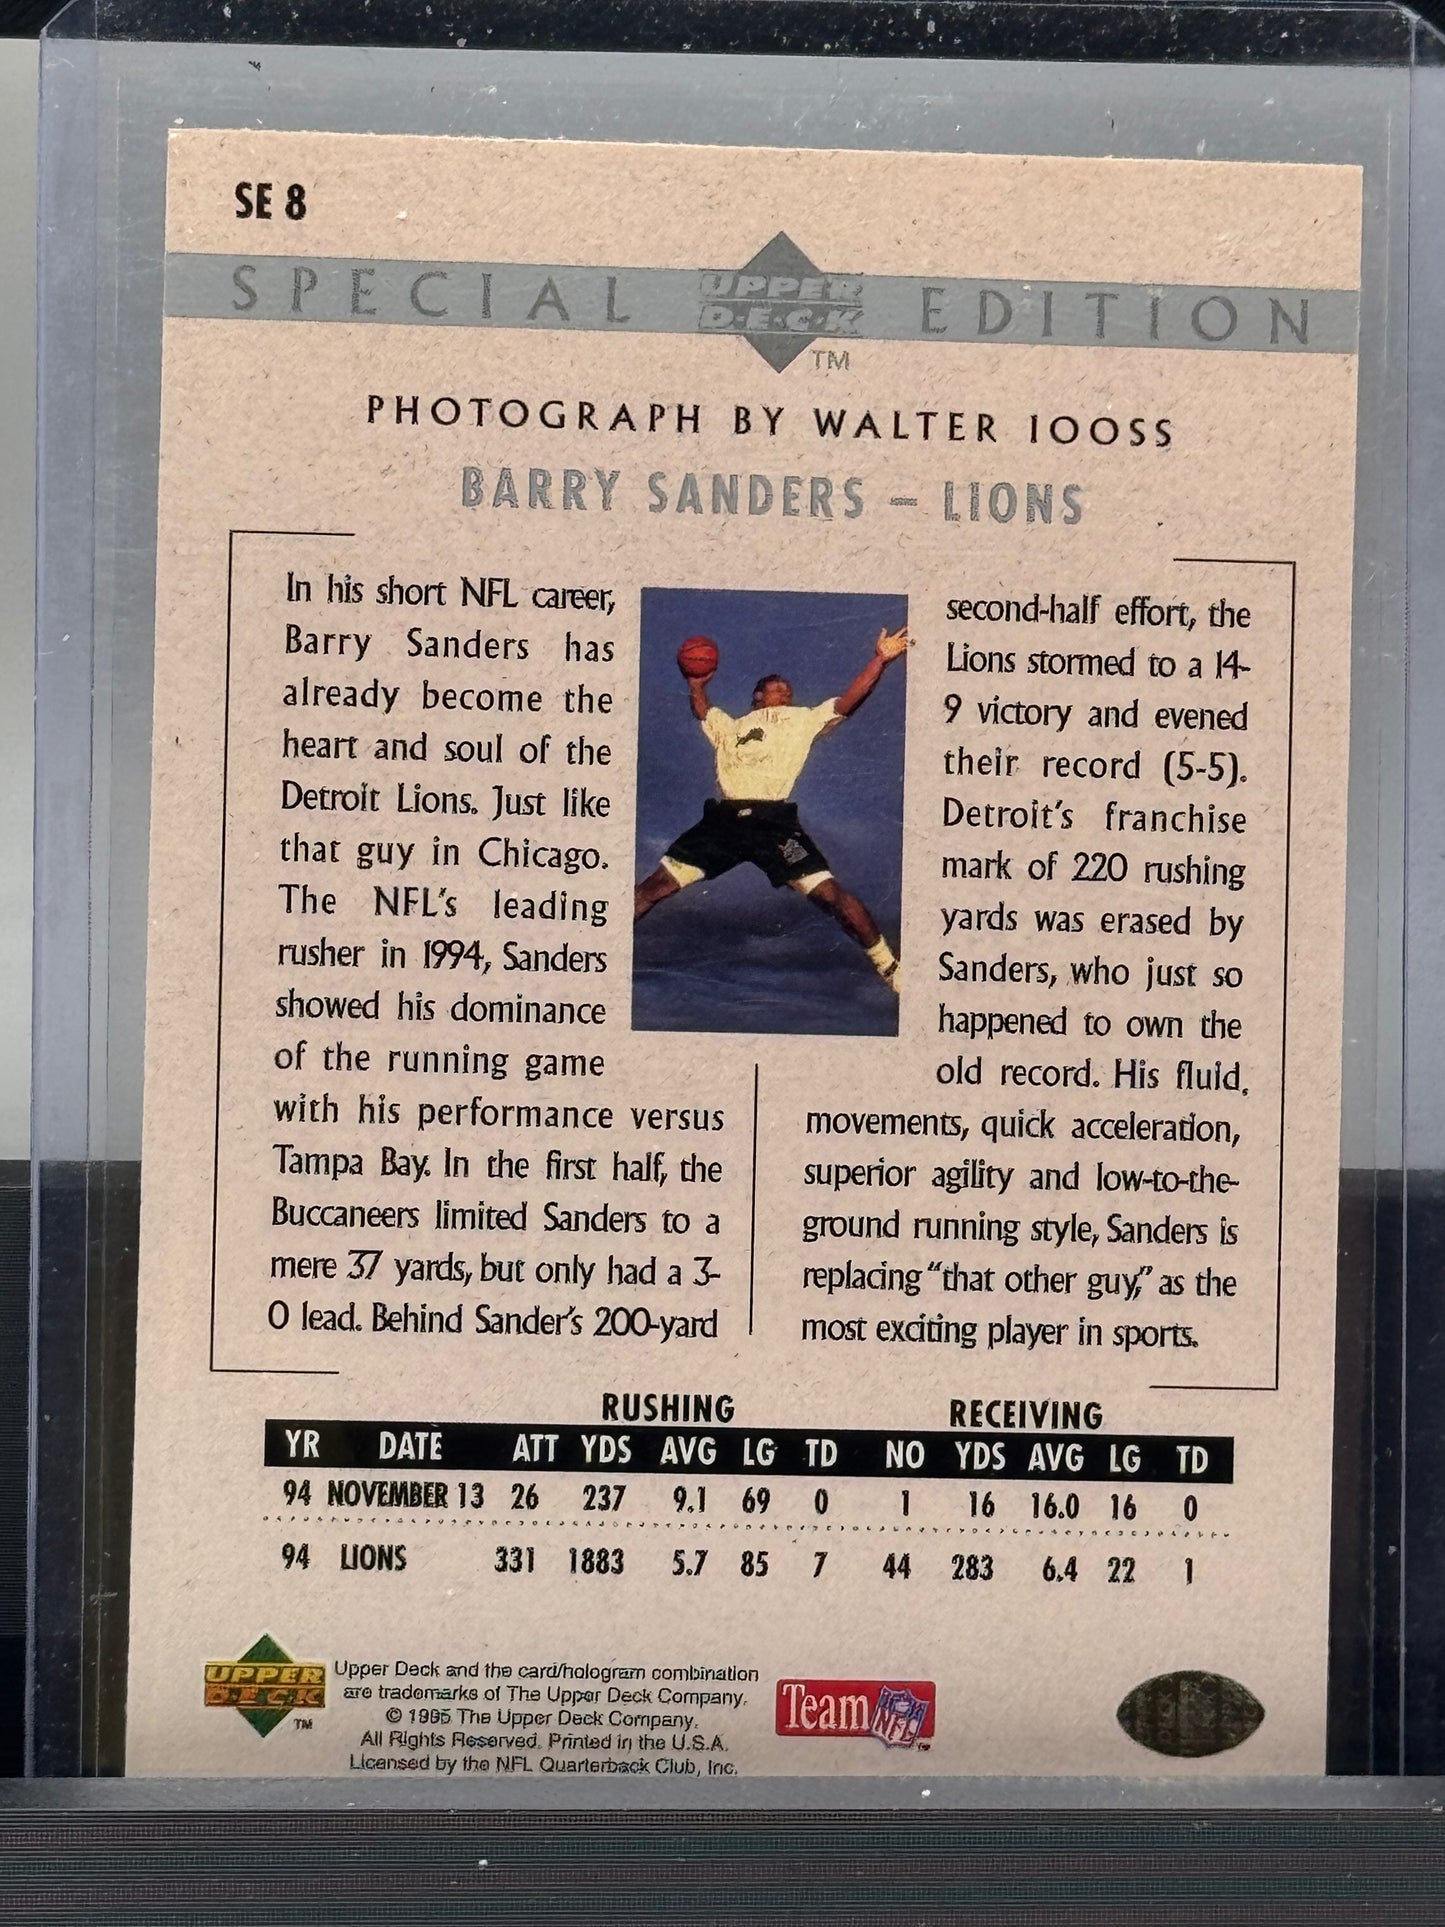 SE 8
SPECIAL UPPER DECK EDITION
TM
PHOTOGRAPH BY WALTER IOOSS
BARRY SANDERS – LIONS
In his short NFL career,
Barry Sanders has
already become the
heart and soul of the
Detroit Lions. Just like
that guy in Chicago.
The NFL's leading
rusher in 1994, Sanders
showed his dominance
of the running game
with his performance versus
Tampa Bay. In the first half, the
Buccaneers limited Sanders to a
mere 37 yards, but only had a 3-
0 lead. Behind Sander's 200-yard
second-half effort, the
Lions stormed to a 14-
9 victory and evened
their record (5-5).
Detroit's franchise
mark of 220 rushing
yards was erased by
Sanders, who just so
happened to own the
old record. His fluid,
movements, quick acceleration,
superior agility and low-to-the-
ground running style, Sanders is
replacing "that other guy," as the
most exciting player in sports.
RUSHING RECEIVING
YR DATE ATT YDS AVG LG TD NO YDS AVG LG TD
94 NOVEMBER 13 26 237 9.1 69 0 1 16 16.0 16 0
94 LIONS 331 1883 5.7 85 7 44 283 6.4 22 1
UPPER DECK
TM
Upper Deck and the card/hologram combination
are trademarks of The Upper Deck Company.
© 1995 The Upper Deck Company.
All Rights Reserved. Printed in the U.S.A.
Licensed by the NFL Quarterback Club, Inc.
Team NFL